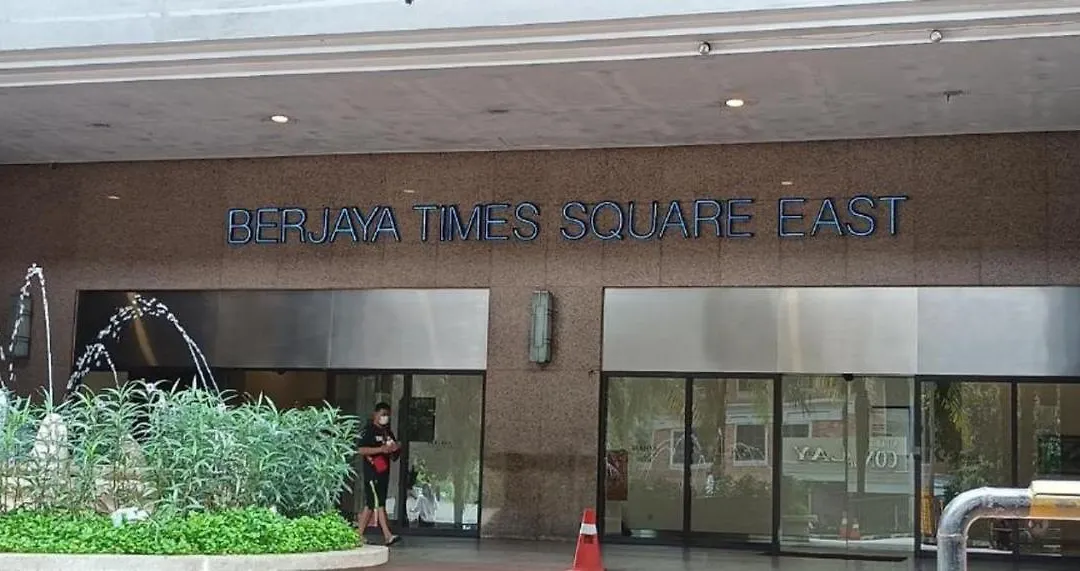 BERJAYA TIMES SQUARE EAST